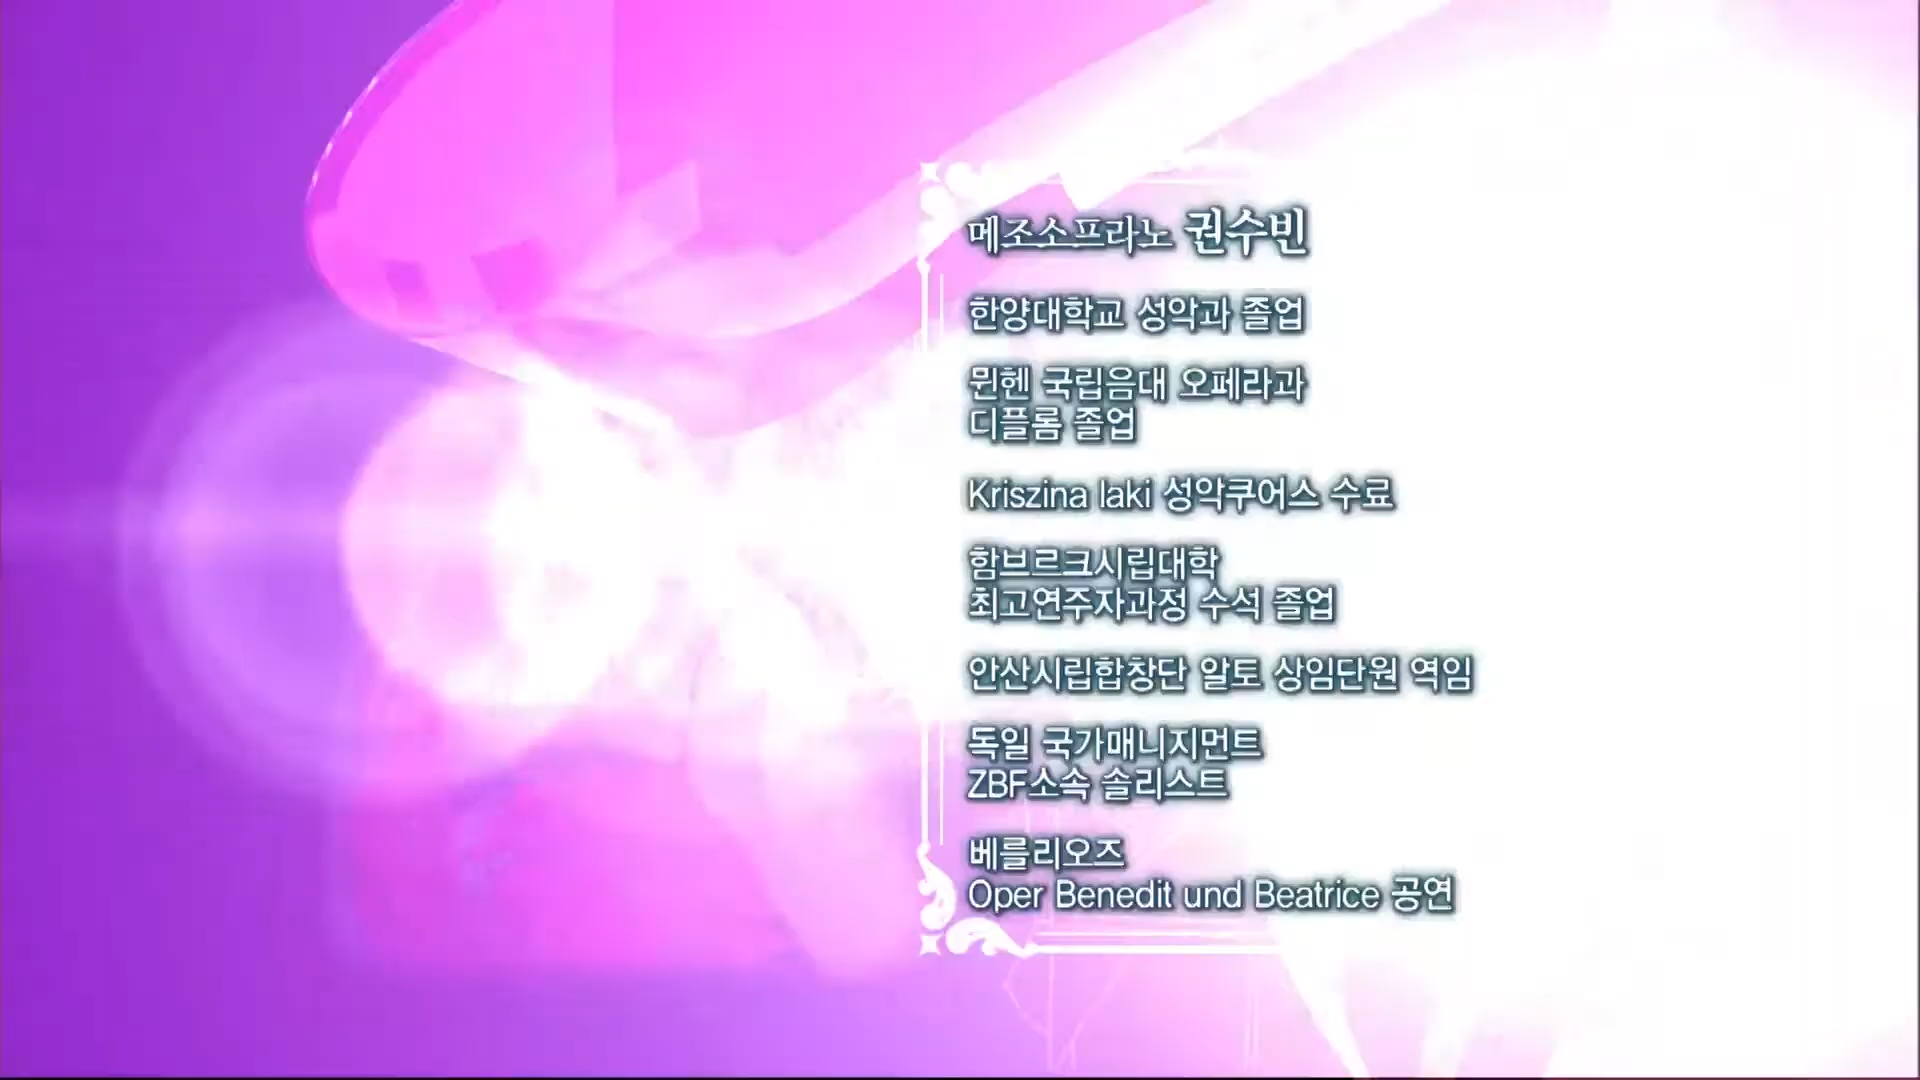 메조소프라노 권수빈
한양대학교 성악과 졸업
뮌헨 국립음대 오페라과
디플롬 졸업
Kriszina laki 성악쿠어스 수료
함브르크시립대학
최고연주자과정 수석 졸업
안산시립합창단 알토 상임단원 역임
독일 국가매니지먼트
ZBF소속 솔리스트
베를리오즈
Oper Benedit und Beatrice 공연